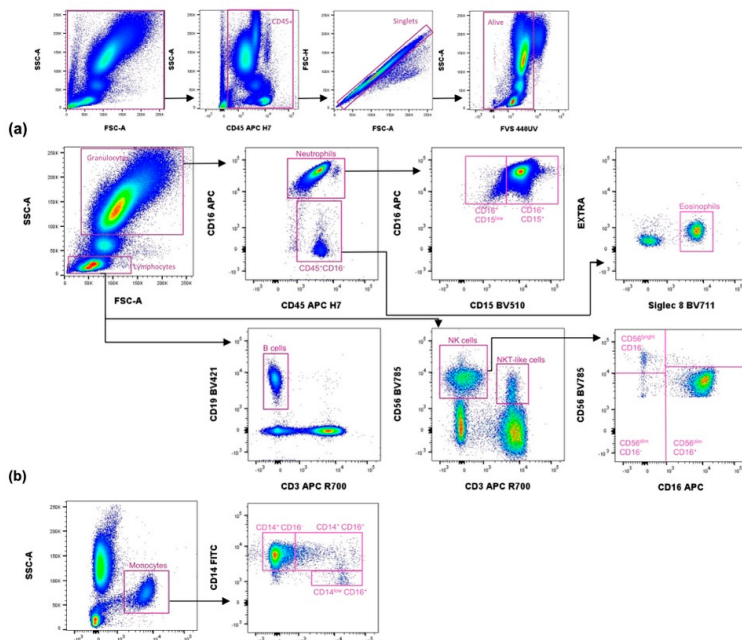 SSC-A
FSC-A
SSC-A
CD45+
CD45 APC H7
FSC-H
Singlets
FSC-A
SSC-A
Alive
FVS 440UV
(a)
SSC-A
Granulocytes
Lymphocytes
FSC-A
CD16 APC
Neutrophils
CD45⁺CD16⁻
CD45 APC H7
CD16 APC
CD16⁺
CD15ˡᵒʷ
CD16⁺
CD15⁺
CD15 BV510
EXTRA
Eosinophils
Siglec 8 BV711
CD19 BV421
B cells
CD3 APC R700
CD56 BV785
NK cells
NKT-like cells
CD3 APC R700
CD56 BV785
CD56ᵇʳⁱᵍʰᵗ
CD16⁻
CD56ᵈⁱᵐ
CD16⁻
CD56ᵈⁱᵐ
CD16⁺
CD16 APC
(b)
SSC-A
Monocytes
CD14 FITC
CD14⁺ CD16⁻
CD14⁺ CD16⁺
CD14ˡᵒʷ CD16⁺